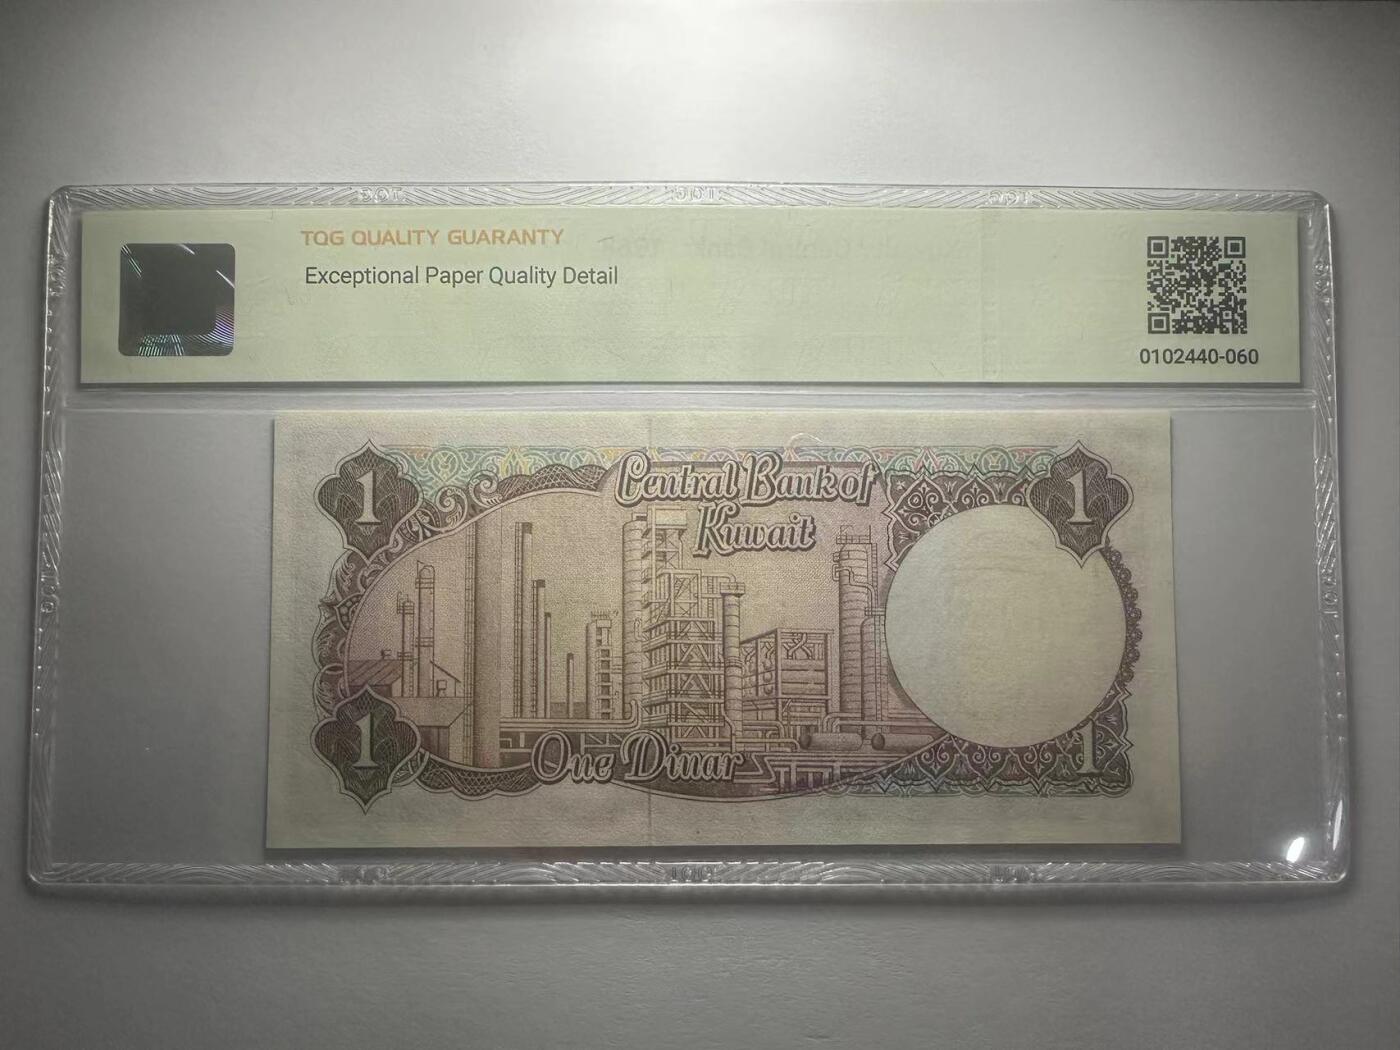 TQG QUALITY GUARANTY
Exceptional Paper Quality Detail
0102440-060
1
Central Bank of
Kuwait
1
1
One Dinar
1